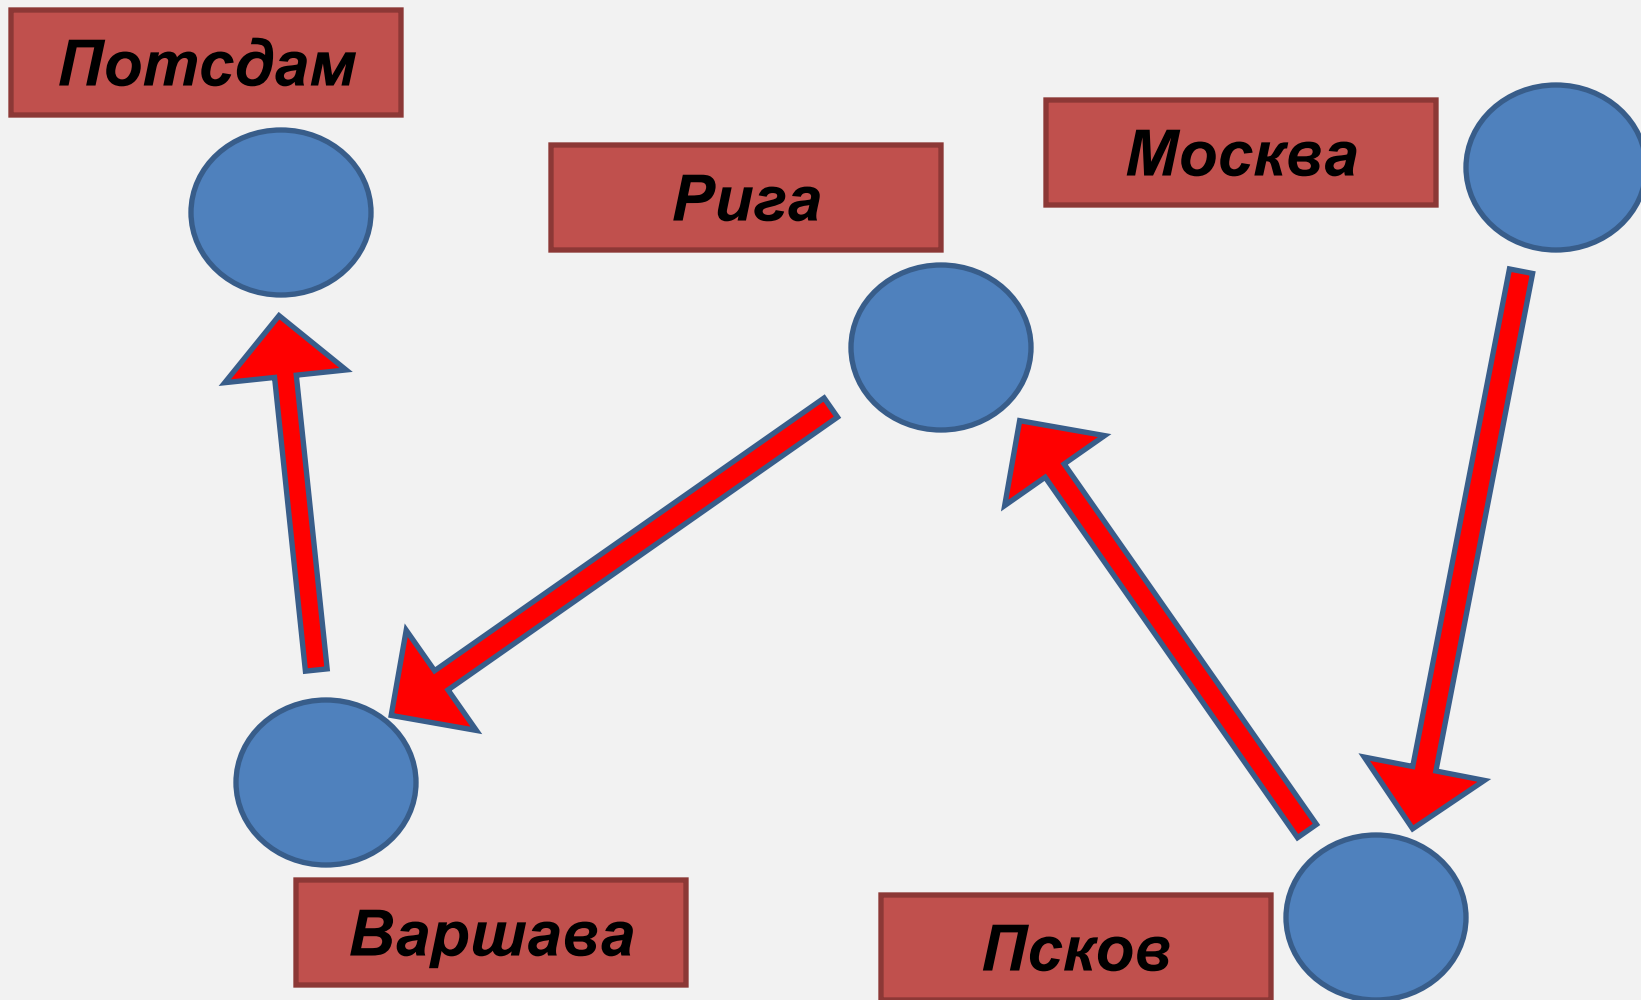 Потсдам
Москва
Рига
Варшава
Псков